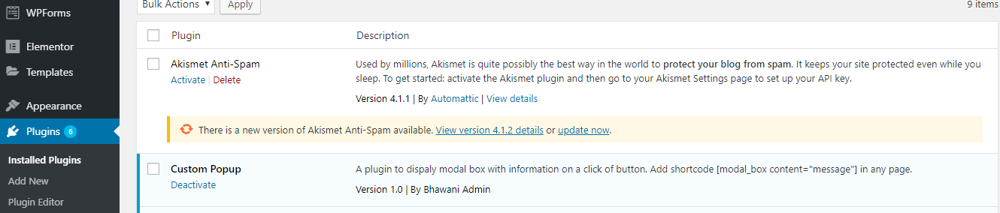 WPForms
Elementor
Templates
Appearance
Plugins 6
Installed Plugins
Add New
Plugin Editor
Bulk Actions Apply 9 items
Plugin Description
Akismet Anti-Spam
Activate | Delete
Used by millions, Akismet is quite possibly the best way in the world to protect your blog from spam. It keeps your site protected even while you
sleep. To get started: activate the Akismet plugin and then go to your Akismet Settings page to set up your API key.
Version 4.1.1 | By Automattic | View details
There is a new version of Akismet Anti-Spam available. View version 4.1.2 details or update now.
Custom Popup
Deactivate
A plugin to dispaly modal box with information on a click of button. Add shortcode [modal_box content="message"] in any page.
Version 1.0 | By Bhawani Admin